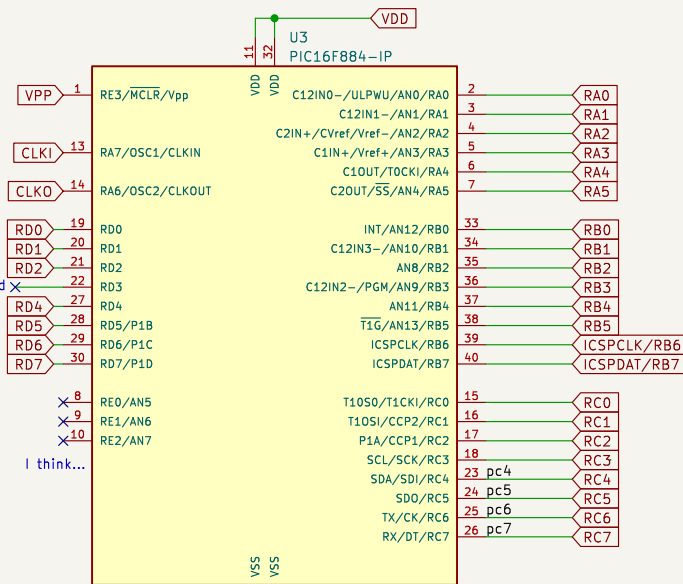 VDD
U3
PIC16F884-IP
11 32
VDD VDD
VPP 1 RE3/MCLR/Vpp C12IN0-/ULPWU/AN0/RA0 2 RA0
C12IN1-/AN1/RA1 3 RA1
C2IN+/CVref/Vref-/AN2/RA2 4 RA2
CLKI 13 RA7/OSC1/CLKIN C1IN+/Vref+/AN3/RA3 5 RA3
C1OUT/T0CKI/RA4 6 RA4
CLKO 14 RA6/OSC2/CLKOUT C2OUT/SS/AN4/RA5 7 RA5
RD0 19 RD0 INT/AN12/RB0 33 RB0
RD1 20 RD1 C12IN3-/AN10/RB1 34 RB1
RD2 21 RD2 AN8/RB2 35 RB2
d 22 RD3 C12IN2-/PGM/AN9/RB3 36 RB3
RD4 27 RD4 AN11/RB4 37 RB4
RD5 28 RD5/P1B T1G/AN13/RB5 38 RB5
RD6 29 RD6/P1C ICSPCLK/RB6 39 ICSPCLK/RB6
RD7 30 RD7/P1D ICSPDAT/RB7 40 ICSPDAT/RB7
8 RE0/AN5 T1OSO/T1CKI/RC0 15 RC0
9 RE1/AN6 T1OSI/CCP2/RC1 16 RC1
10 RE2/AN7 P1A/CCP1/RC2 17 RC2
I think... SCL/SCK/RC3 18 RC3
SDA/SDI/RC4 23 pc4 RC4
SDO/RC5 24 pc5 RC5
TX/CK/RC6 25 pc6 RC6
RX/DT/RC7 26 pc7 RC7
VSS VSS